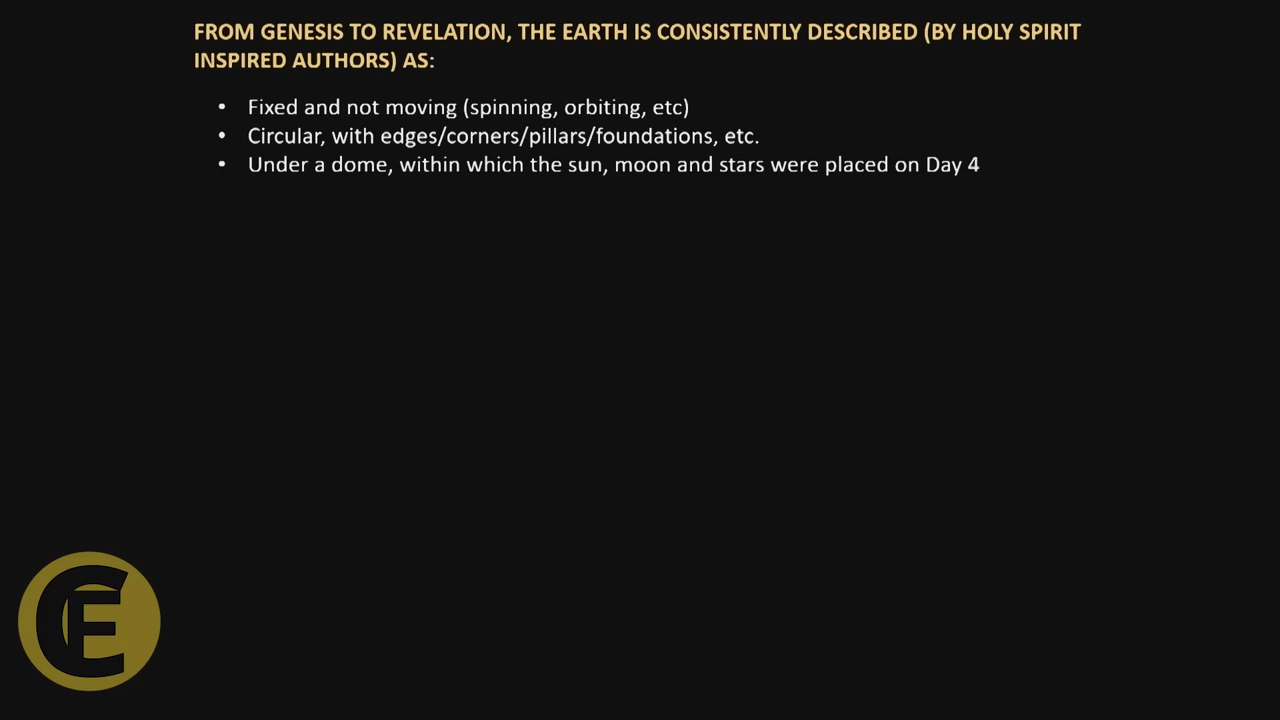 FROM GENESIS TO REVELATION, THE EARTH IS CONSISTENTLY DESCRIBED (BY HOLY SPIRIT
INSPIRED AUTHORS) AS:
• Fixed and not moving (spinning, orbiting, etc)
• Circular, with edges/corners/pillars/foundations, etc.
• Under a dome, within which the sun, moon and stars were placed on Day 4
CE